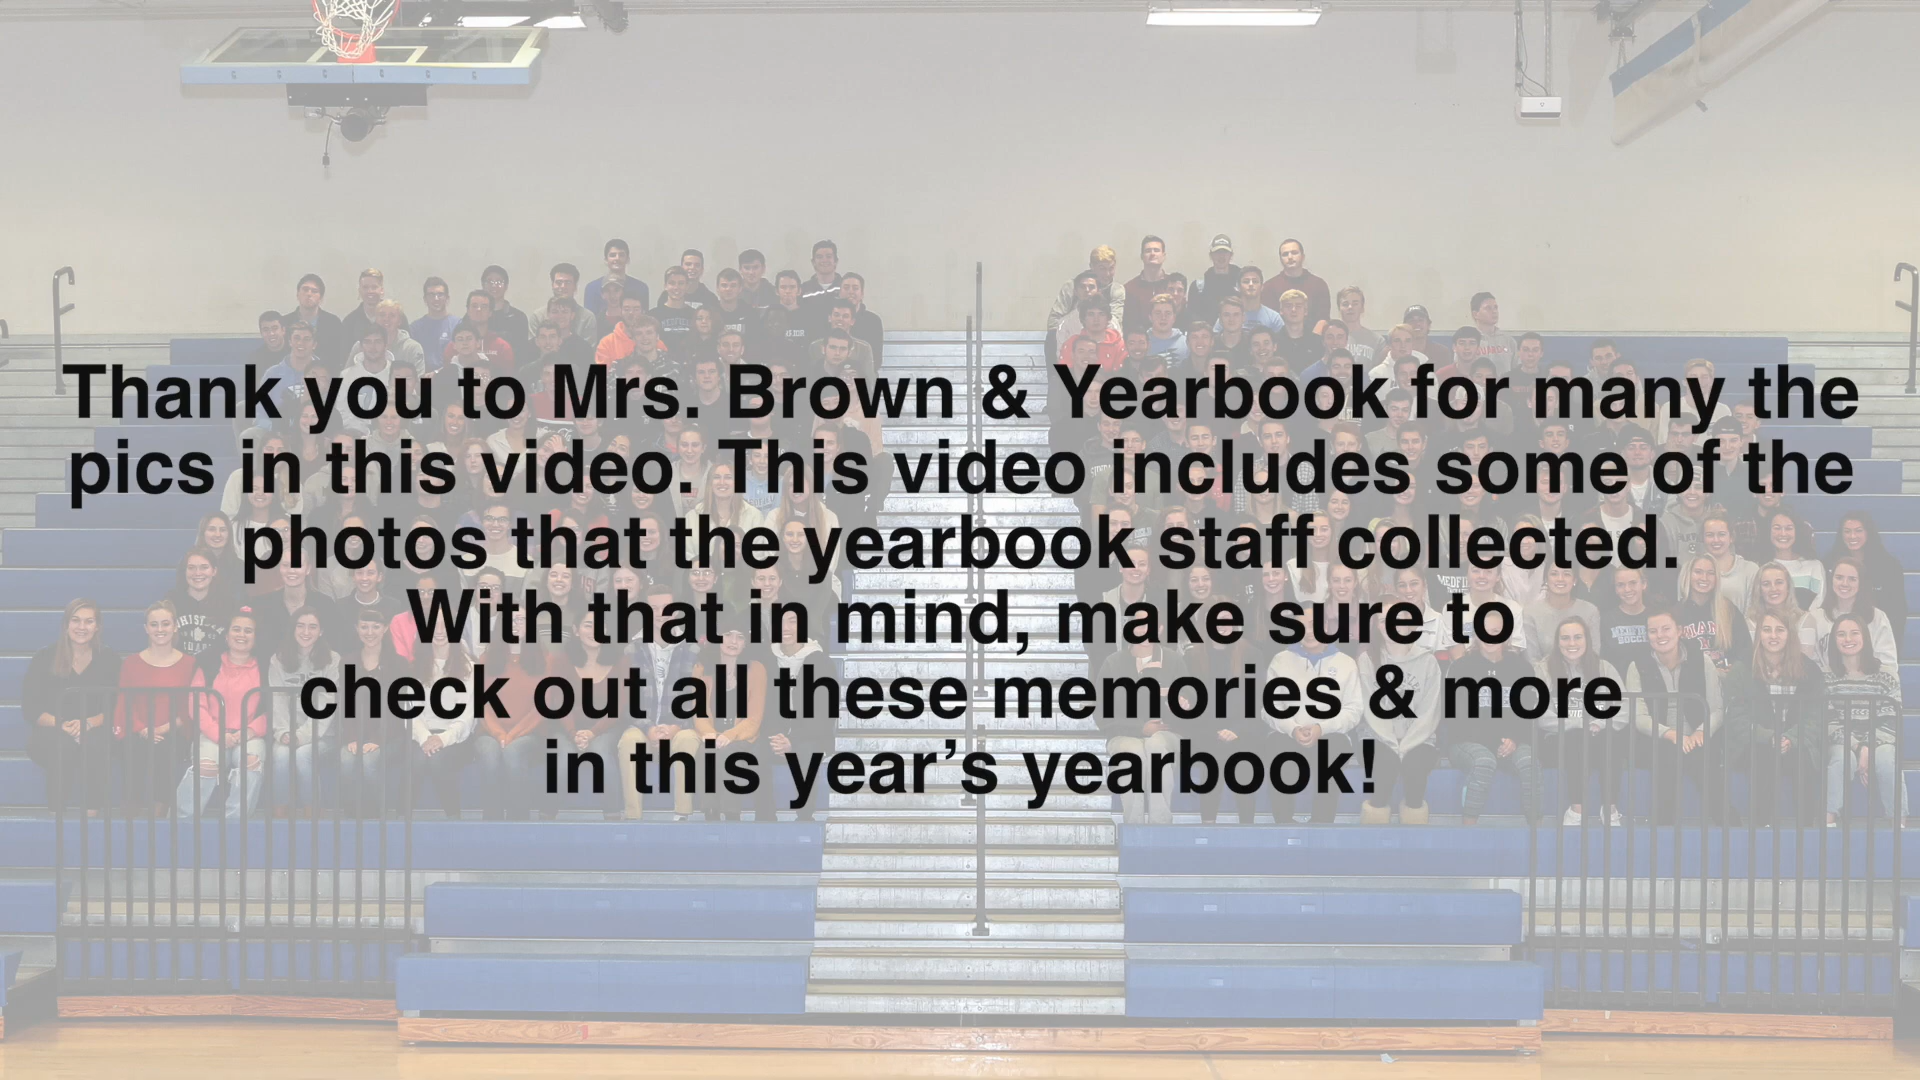 Thank you to Mrs. Brown & Yearbook for many the
pics in this video. This video includes some of the
photos that the yearbook staff collected.
With that in mind, make sure to
check out all these memories & more
in this year’s yearbook!